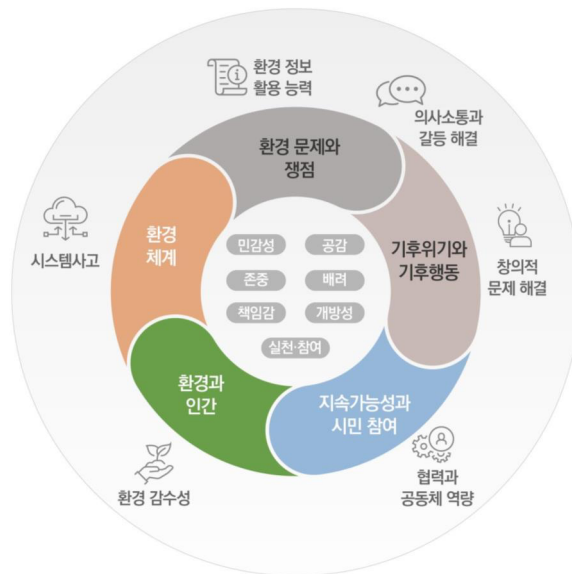 환경 정보
활용 능력
의사소통과
갈등 해결
환경 문제와
쟁점
환경
체계
민감성
공감
기후위기와
기후행동
시스템사고
창의적
문제 해결
존중
배려
책임감
개방성
실천·참여
환경과
인간
지속가능성과
시민 참여
환경 감수성
협력과
공동체 역량